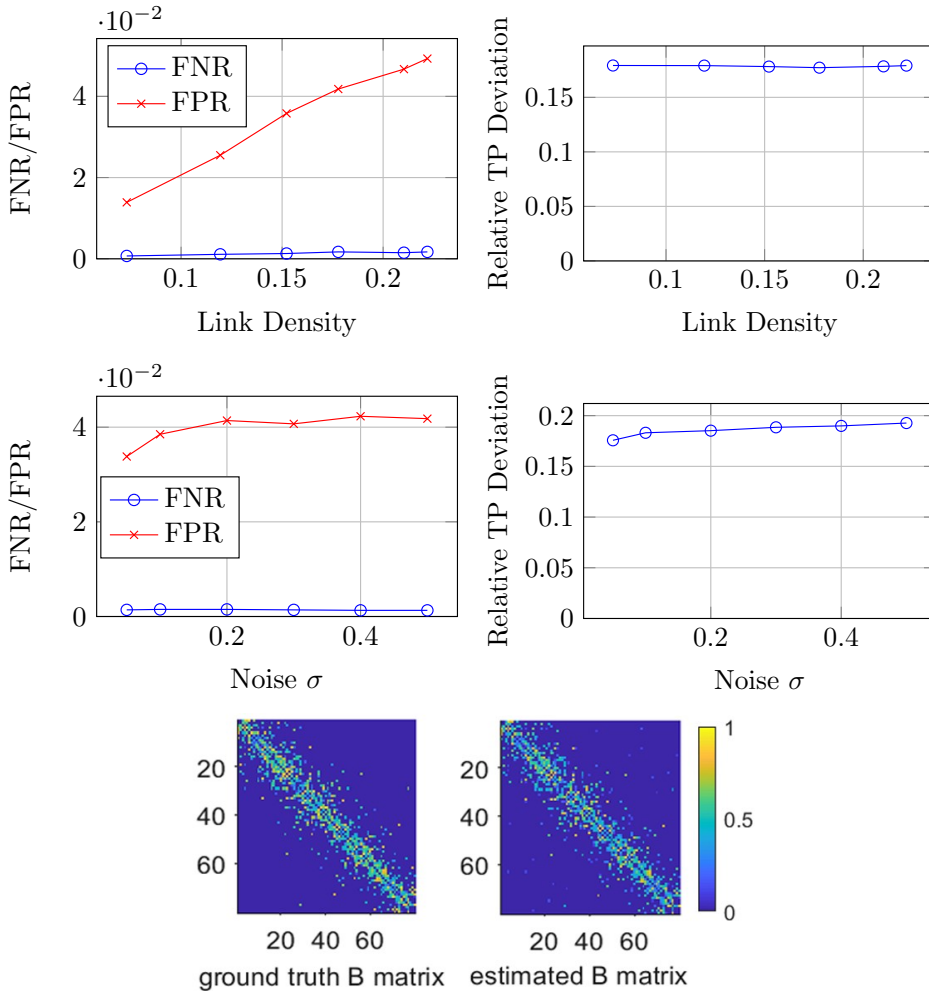 ·10−2
FNR/FPR
4
2
0
FNR
FPR
0.1 0.15 0.2
Link Density
Relative TP Deviation
0.15
0.1
0.05
0
0.1 0.15 0.2
Link Density
·10−2
FNR/FPR
4
2
0
FNR
FPR
0.2 0.4
Noise σ
Relative TP Deviation
0.2
0.15
0.1
0.05
0
0.2 0.4
Noise σ
20
40
60
20 40 60
ground truth B matrix
20
40
60
20 40 60
estimated B matrix
1
0.5
0